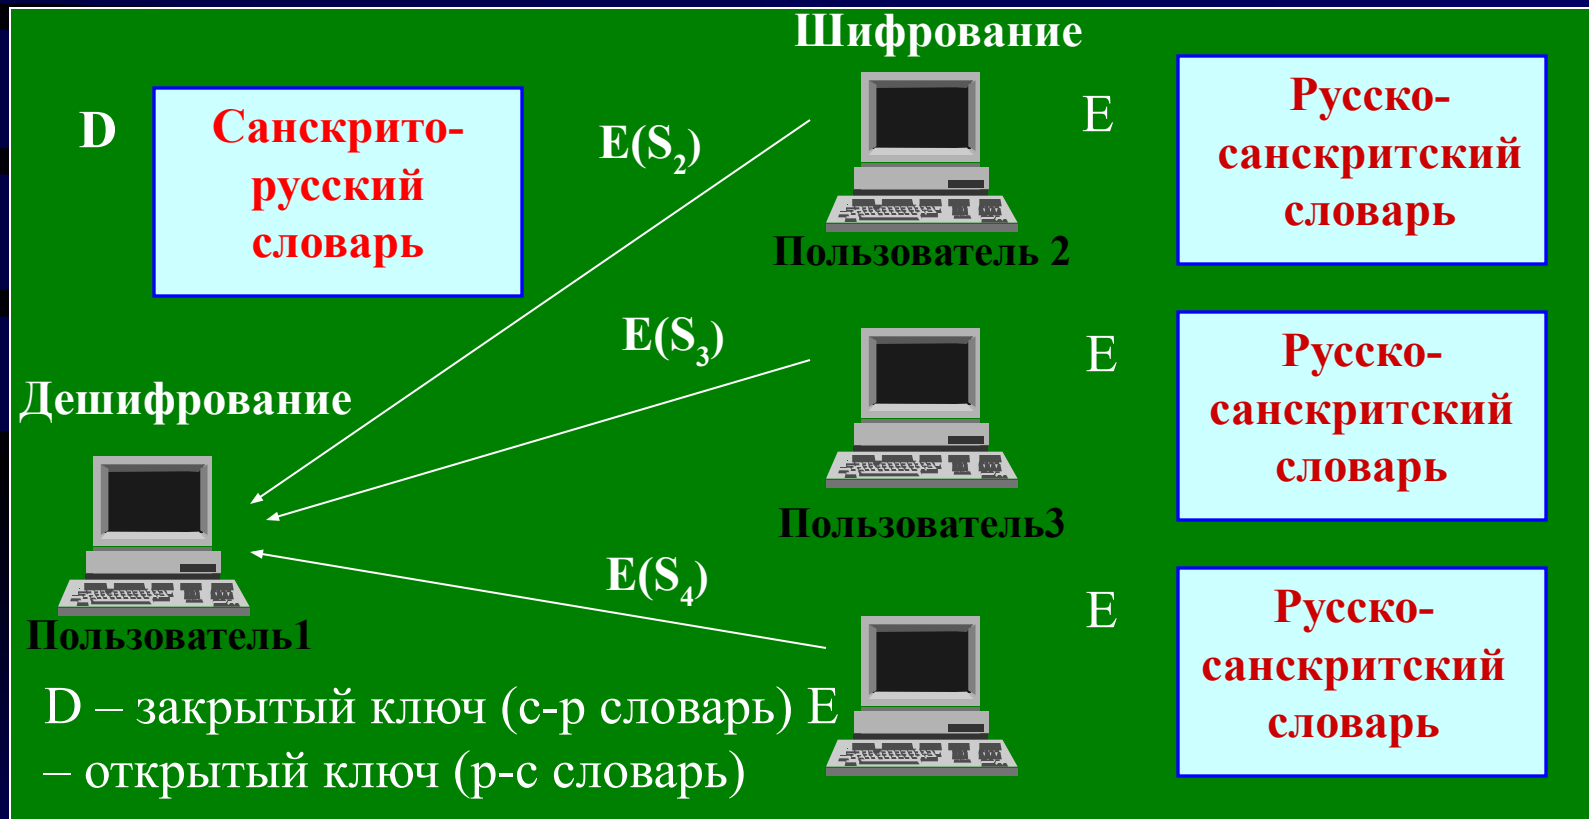 Шифрование
D
Санскрито-
русский
словарь
E(S₂)
E
Русско-
санскритский
словарь
Пользователь 2
E(S₃)
E
Русско-
санскритский
словарь
Дешифрование
Пользователь3
E(S₄)
E
Русско-
санскритский
словарь
Пользователь1
D – закрытый ключ (с-р словарь) E
– открытый ключ (р-с словарь)